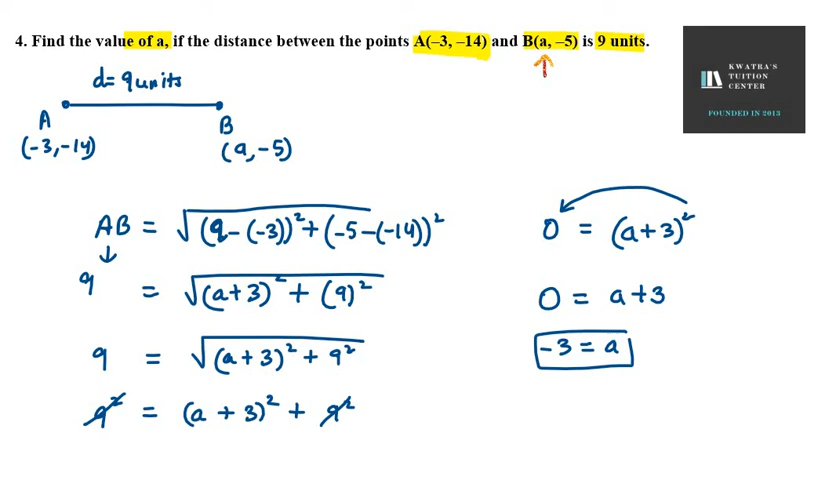 4. Find the value of a, if the distance between the points A(–3, –14) and B(a, –5) is 9 units.
KWATRA'S
TUITION
CENTER
FOUNDED IN 2013
d= 9 units
A
B
(-3,-14)
(a,-5)
AB = √(a-(-3))²+(-5-(-14))²
9 = √(a+3)² + (9)²
9 = √(a+3)² + 9²
9² = (a + 3)² + 9²
0 = (a+3)²
0 = a+3
-3 = a